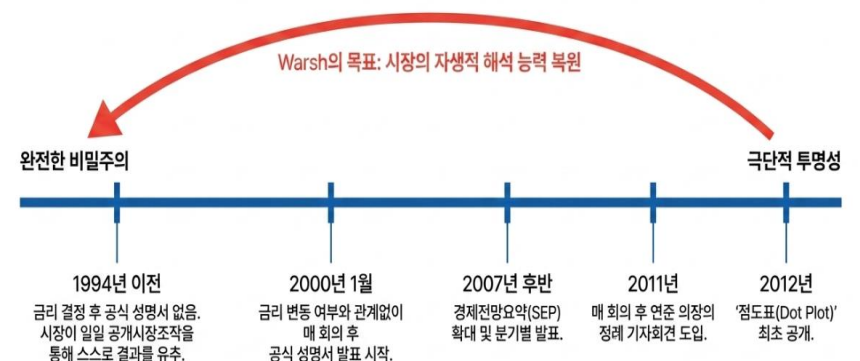 Warsh의 목표: 시장의 자생적 해석 능력 복원
완전한 비밀주의
극단적 투명성
1994년 이전
금리 결정 후 공식 성명서 없음.
시장이 일일 공개시장조작을
통해 스스로 결과를 유추.
2000년 1월
금리 변동 여부와 관계없이
매 회의 후
공식 성명서 발표 시작.
2007년 후반
경제전망요약(SEP)
확대 및 분기별 발표.
2011년
매 회의 후 연준 의장의
정례 기자회견 도입.
2012년
'점도표(Dot Plot)'
최초 공개.